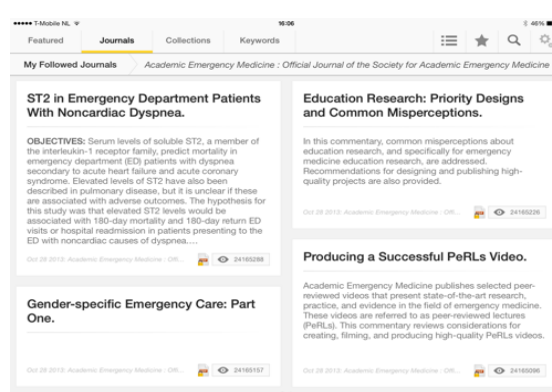 T-Mobile NL
16:06
46%
Featured
Journals
Collections
Keywords
My Followed Journals
Academic Emergency Medicine : Official Journal of the Society for Academic Emergency Medicine
ST2 in Emergency Department Patients
With Noncardiac Dyspnea.
OBJECTIVES: Serum levels of soluble ST2, a member of
the interleukin-1 receptor family, predict mortality in
emergency department (ED) patients with dyspnea
secondary to acute heart failure and acute coronary
syndrome. Elevated levels of ST2 have also been
described in pulmonary disease, but it is unclear if these
are associated with adverse outcomes. The hypothesis for
this study was that elevated ST2 levels would be
associated with 180-day mortality and 180-day return ED
visits or hospital readmission in patients presenting to the
ED with noncardiac causes of dyspnea....
Oct 28 2013: Academic Emergency Medicine : Offi...
24165288
Gender-specific Emergency Care: Part
One.
Oct 28 2013: Academic Emergency Medicine : Offi...
24165157
Education Research: Priority Designs
and Common Misperceptions.
In this commentary, common misperceptions about
education research, and specifically for emergency
medicine education research, are addressed.
Recommendations for designing and publishing high-
quality projects are also provided.
Oct 28 2013: Academic Emergency Medicine : Offi...
24165226
Producing a Successful PeRLs Video.
Academic Emergency Medicine publishes selected peer-
reviewed videos that present state-of-the-art research,
practice, and evidence in the field of emergency medicine.
These videos are referred to as peer-reviewed lectures
(PeRLs). This commentary reviews considerations for
creating, filming, and producing high-quality PeRLs videos.
Oct 28 2013: Academic Emergency Medicine : Offi...
24165086